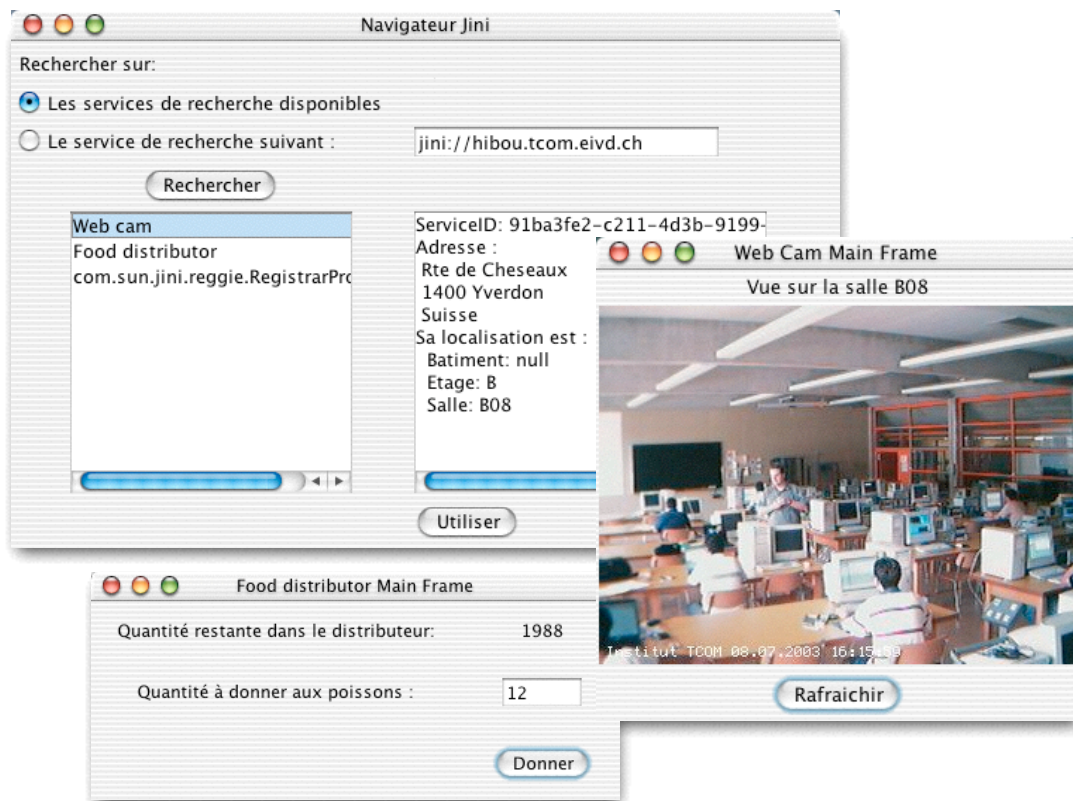 Navigateur Jini
Rechercher sur:
Les services de recherche disponibles
Le service de recherche suivant :
jini://hibou.tcom.eivd.ch
Rechercher
Web cam
Food distributor
com.sun.jini.reggie.RegistrarPro
ServiceID: 91ba3fe2-c211-4d3b-9199-
Adresse :
Rte de Cheseaux
1400 Yverdon
Suisse
Sa localisation est :
Batiment: null
Etage: B
Salle: B08
Utiliser
Web Cam Main Frame
Vue sur la salle B08
Institut TCOM 08.07.2003 16:15:59
Rafraichir
Food distributor Main Frame
Quantité restante dans le distributeur: 1988
Quantité à donner aux poissons : 12
Donner